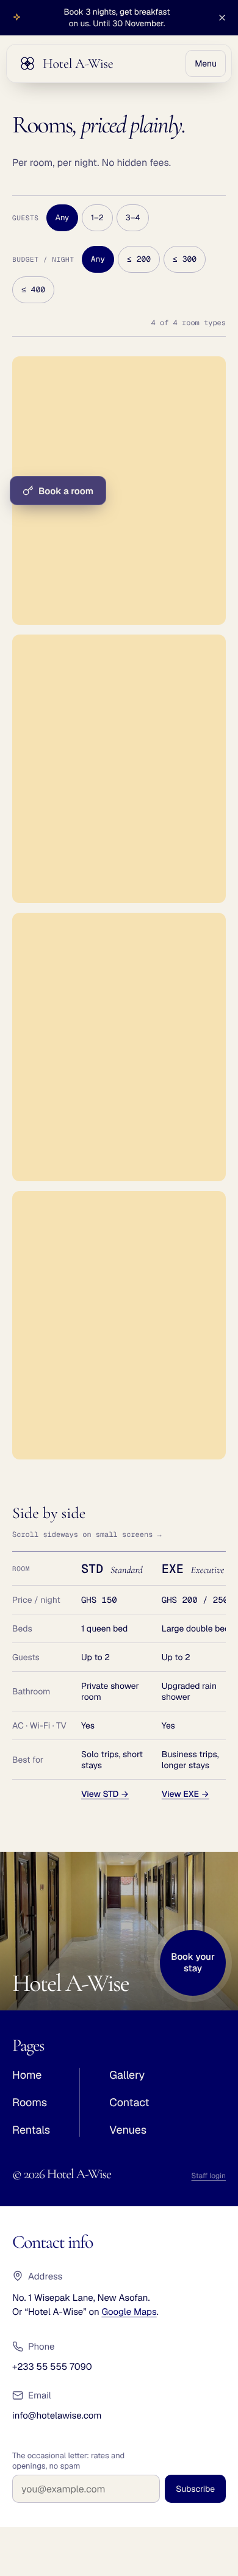 Book 3 nights, get breakfast
on us. Until 30 November.
Hotel A-Wise
Menu
Rooms, priced plainly.
Per room, per night. No hidden fees.
GUESTS Any 1–2 3–4
BUDGET / NIGHT Any ≤ 200 ≤ 300
≤ 400
4 of 4 room types
Book a room
Side by side
Scroll sideways on small screens →
ROOM STD Standard EXE Executive
Price / night GHS 150 GHS 200 / 250
Beds 1 queen bed Large double bed
Guests Up to 2 Up to 2
Bathroom Private shower room Upgraded rain shower
AC · Wi-Fi · TV Yes Yes
Best for Solo trips, short stays Business trips, longer stays
View STD → View EXE →
Hotel A-Wise
Book your
stay
Pages
Home Gallery
Rooms Contact
Rentals Venues
© 2026 Hotel A-Wise Staff login
Contact info
Address
No. 1 Wisepak Lane, New Asofan.
Or “Hotel A-Wise” on Google Maps.
Phone
+233 55 555 7090
Email
info@hotelawise.com
The occasional letter: rates and
openings, no spam
you@example.com Subscribe